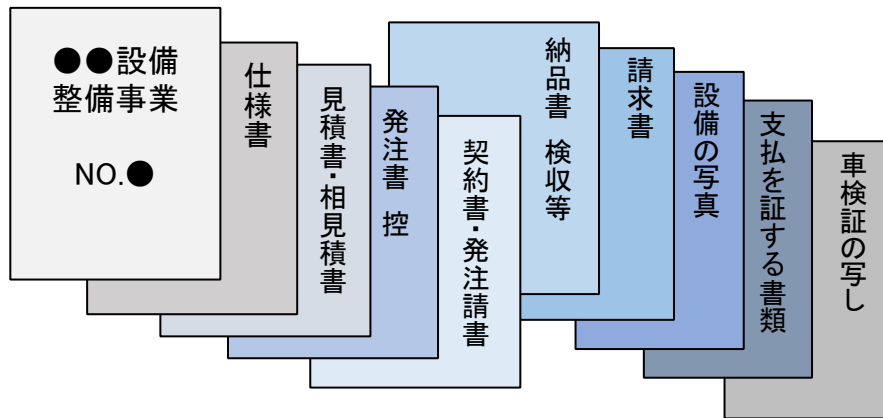 ●●設備
整備事業
NO.●
仕様書
見積書・相見積書
発注書 控
契約書・発注請書
納品書 検収等
請求書
設備の写真
支払を証する書類
車検証の写し